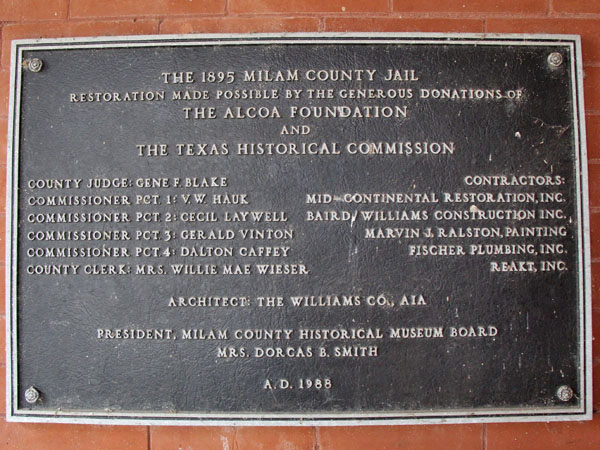 THE 1895 MILAM COUNTY JAIL
RESTORATION MADE POSSIBLE BY THE GENEROUS DONATIONS OF
THE ALCOA FOUNDATION
AND
THE TEXAS HISTORICAL COMMISSION
COUNTY JUDGE: GENE F. BLAKE
COMMISSIONER PCT. 1: V.W. HAUK
COMMISSIONER PCT. 2: CECIL LAYWELL
COMMISSIONER PCT. 3: GERALD VINTON
COMMISSIONER PCT. 4: DALTON CAFFEY
COUNTY CLERK: MRS. WILLIE MAE WIESER
CONTRACTORS:
MID-CONTINENTAL RESTORATION, INC.
BAIRD, WILLIAMS CONSTRUCTION INC.
MARVIN J. RALSTON, PAINTING
FISCHER PLUMBING, INC.
REAKT, INC.
ARCHITECT: THE WILLIAMS CO., AIA
PRESIDENT, MILAM COUNTY HISTORICAL MUSEUM BOARD
MRS. DORCAS B. SMITH
A.D. 1988